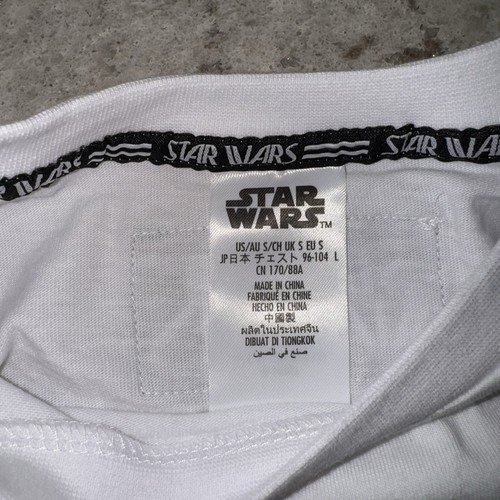 STAR WARS
STAR WARS
STAR WARS
STAR
WARS™
US/AU S/CH UK S EU S
JP日本 チェスト 96-104 L
CN 170/88A
MADE IN CHINA
FABRIQUÉ EN CHINE
HECHO EN CHINA
中國製
ผลิตในประเทศจีน
DIBUAT DI TIONGKOK
صنع في الصين